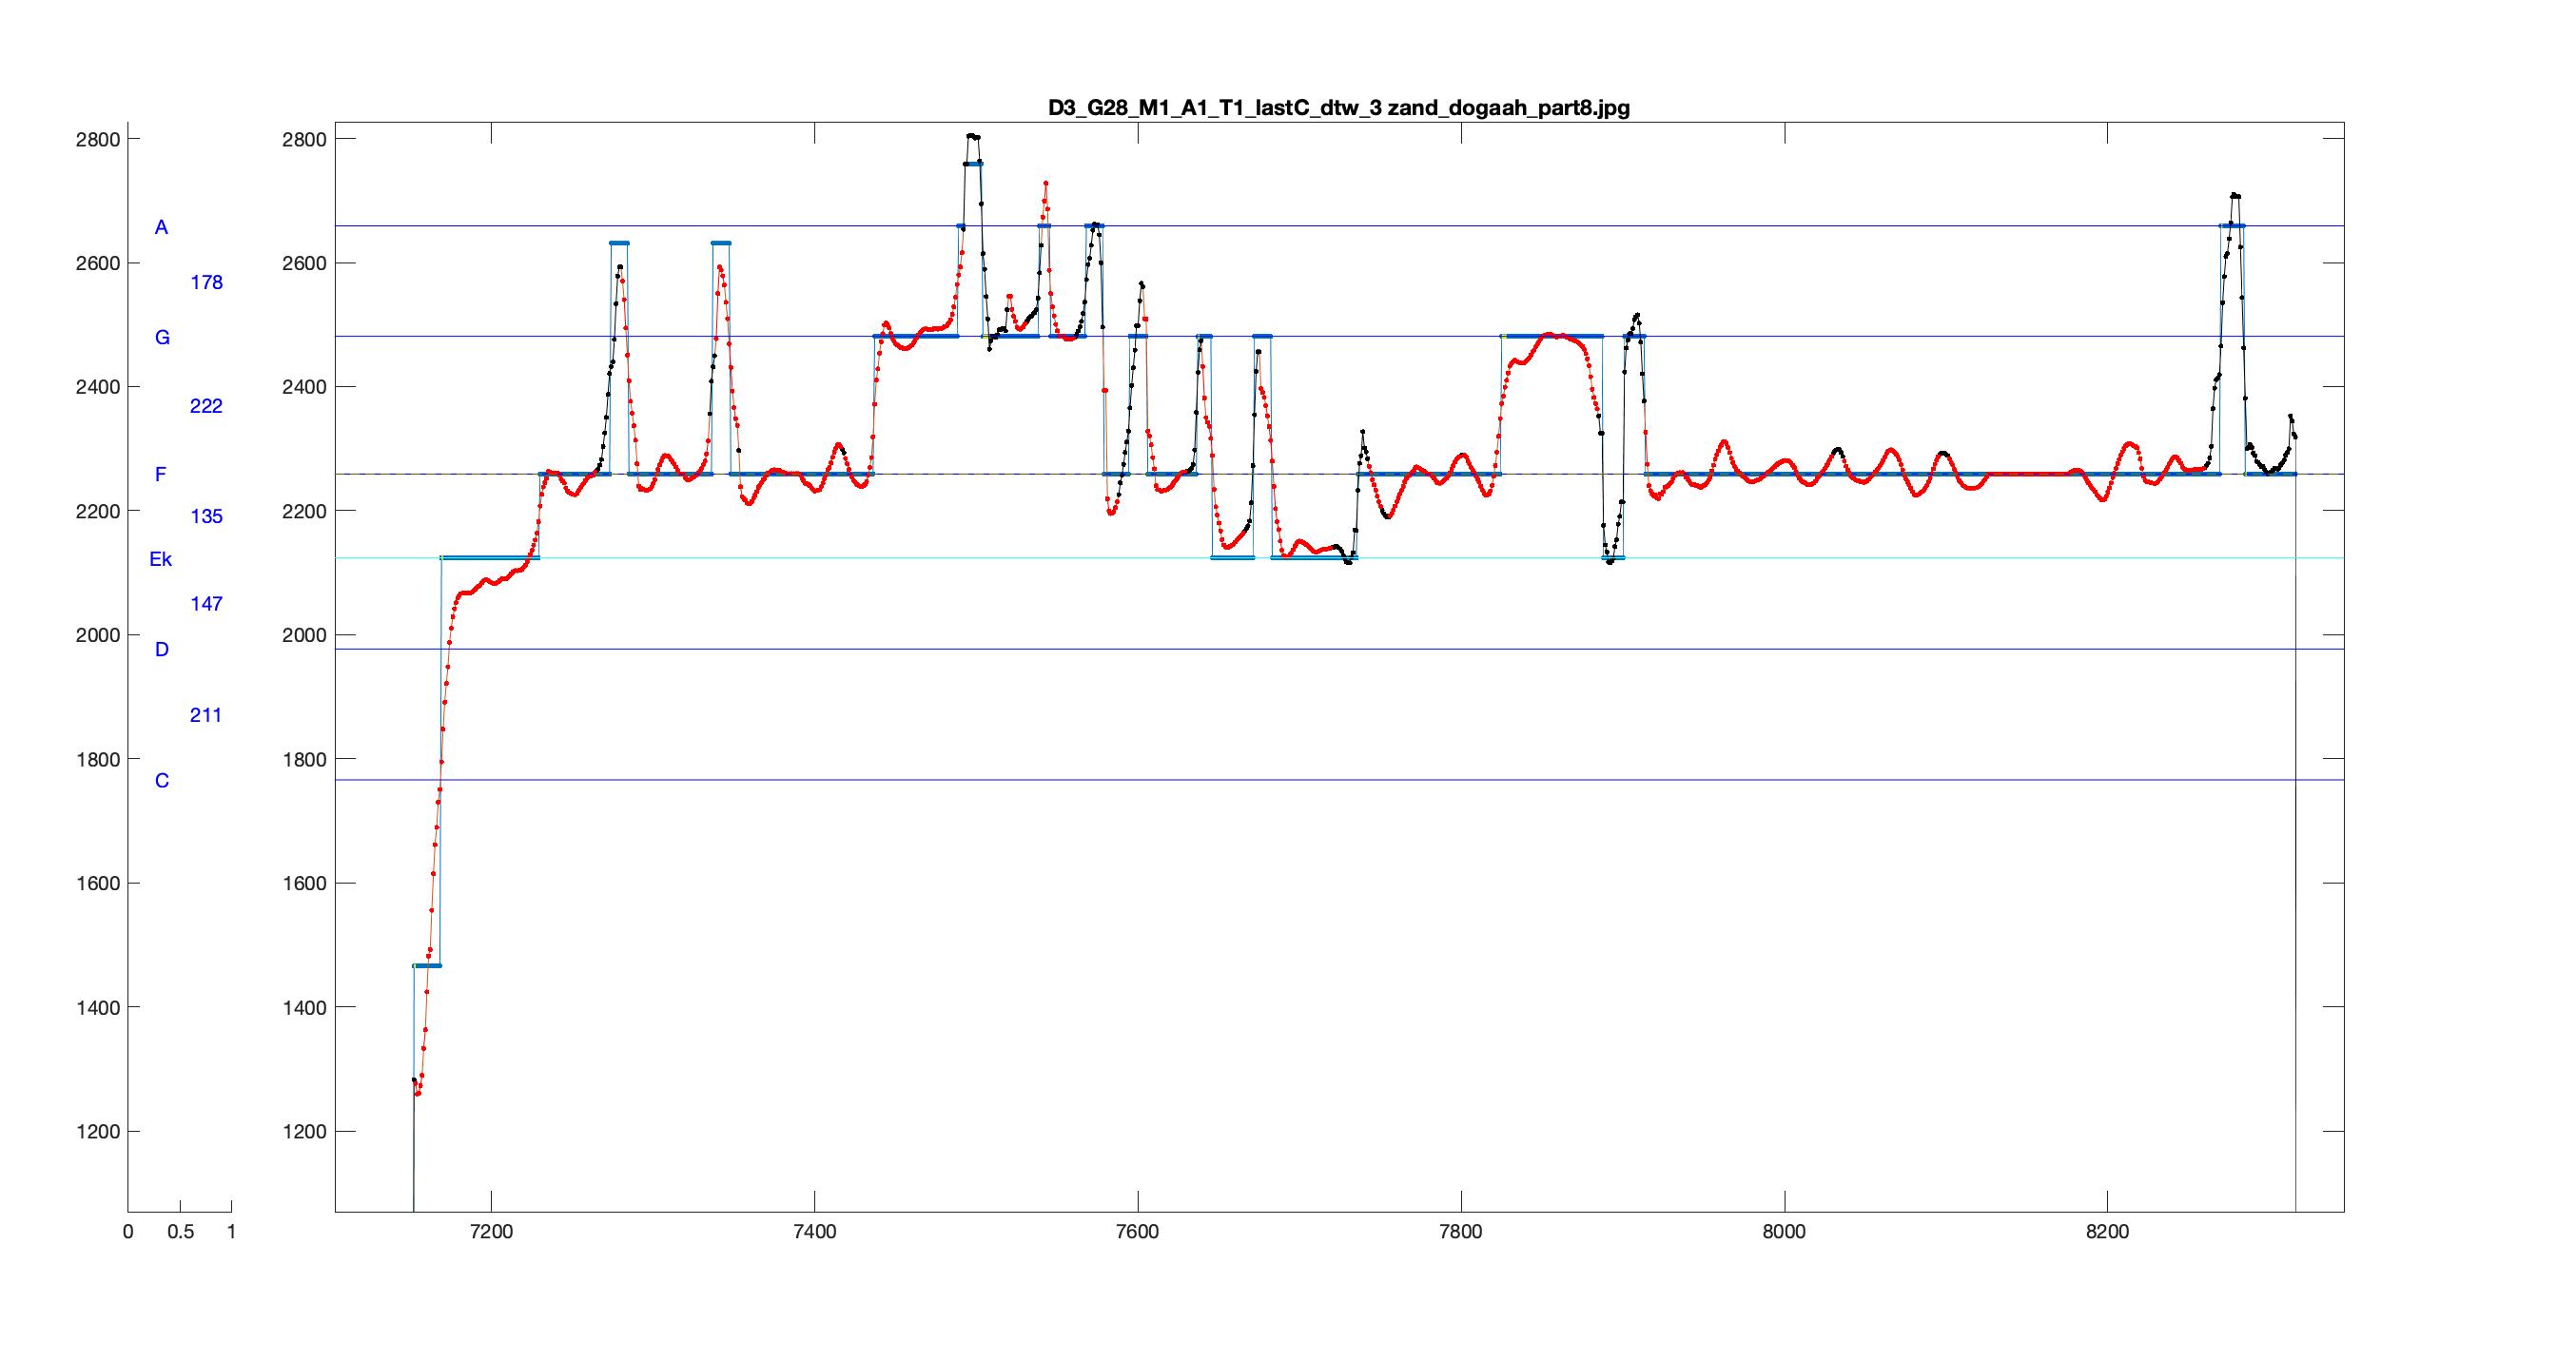 D3_G28_M1_A1_T1_lastC_dtw_3 zand_dogaah_part8.jpg
2800 2800
A
2600 2600
178
G
2400 2400
222
F
2200 2200
135
Ek
147
2000 2000
D
211
1800 1800
C
1600 1600
1400 1400
1200 1200
0 0.5 1 7200 7400 7600 7800 8000 8200